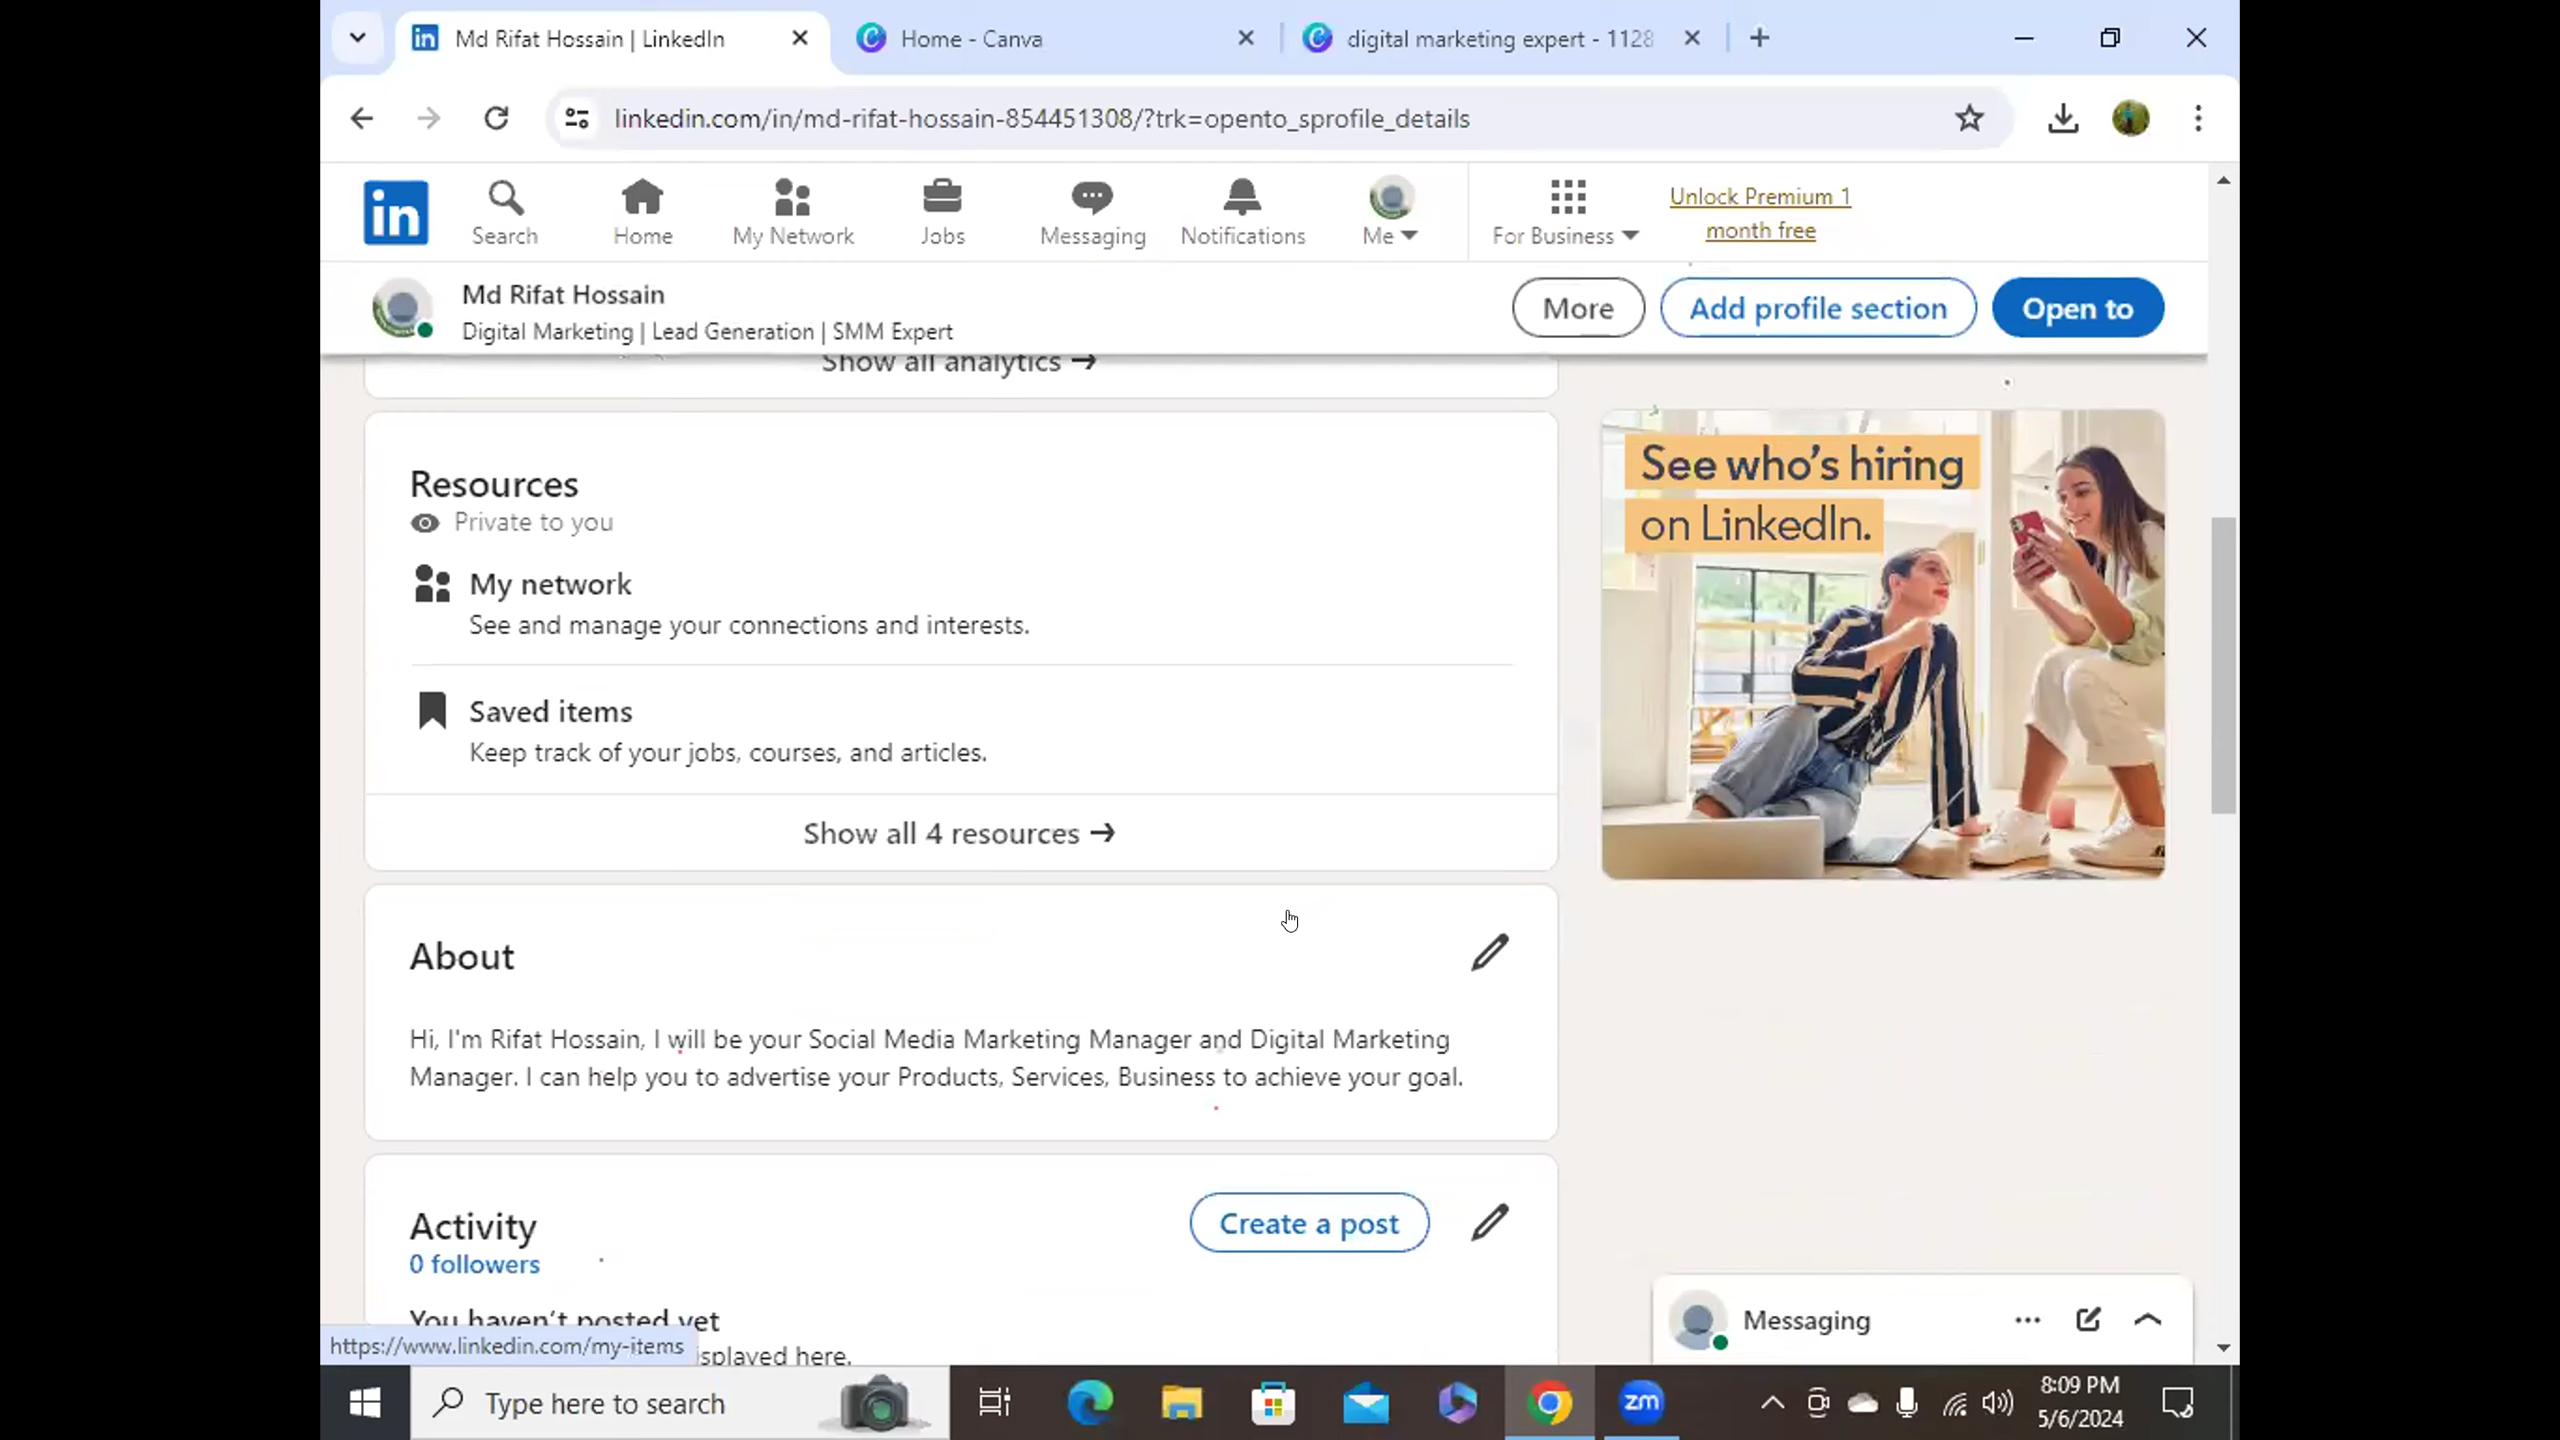 Md Rifat Hossain | LinkedIn
Home - Canva
digital marketing expert - 1128
linkedin.com/in/md-rifat-hossain-854451308/?trk=opento_sprofile_details
in
Search
Home
My Network
Jobs
Messaging
Notifications
Me
For Business
Unlock Premium 1
month free
Md Rifat Hossain
Digital Marketing | Lead Generation | SMM Expert
More
Add profile section
Open to
Show all analytics →
See who's hiring
on LinkedIn.
Resources
Private to you
My network
See and manage your connections and interests.
Saved items
Keep track of your jobs, courses, and articles.
Show all 4 resources →
About
Hi, I'm Rifat Hossain, I will be your Social Media Marketing Manager and Digital Marketing
Manager. I can help you to advertise your Products, Services, Business to achieve your goal.
Activity
0 followers
Create a post
You haven't posted yet
isplayed here.
https://www.linkedin.com/my-items
Messaging
Type here to search
zm
8:09 PM
5/6/2024